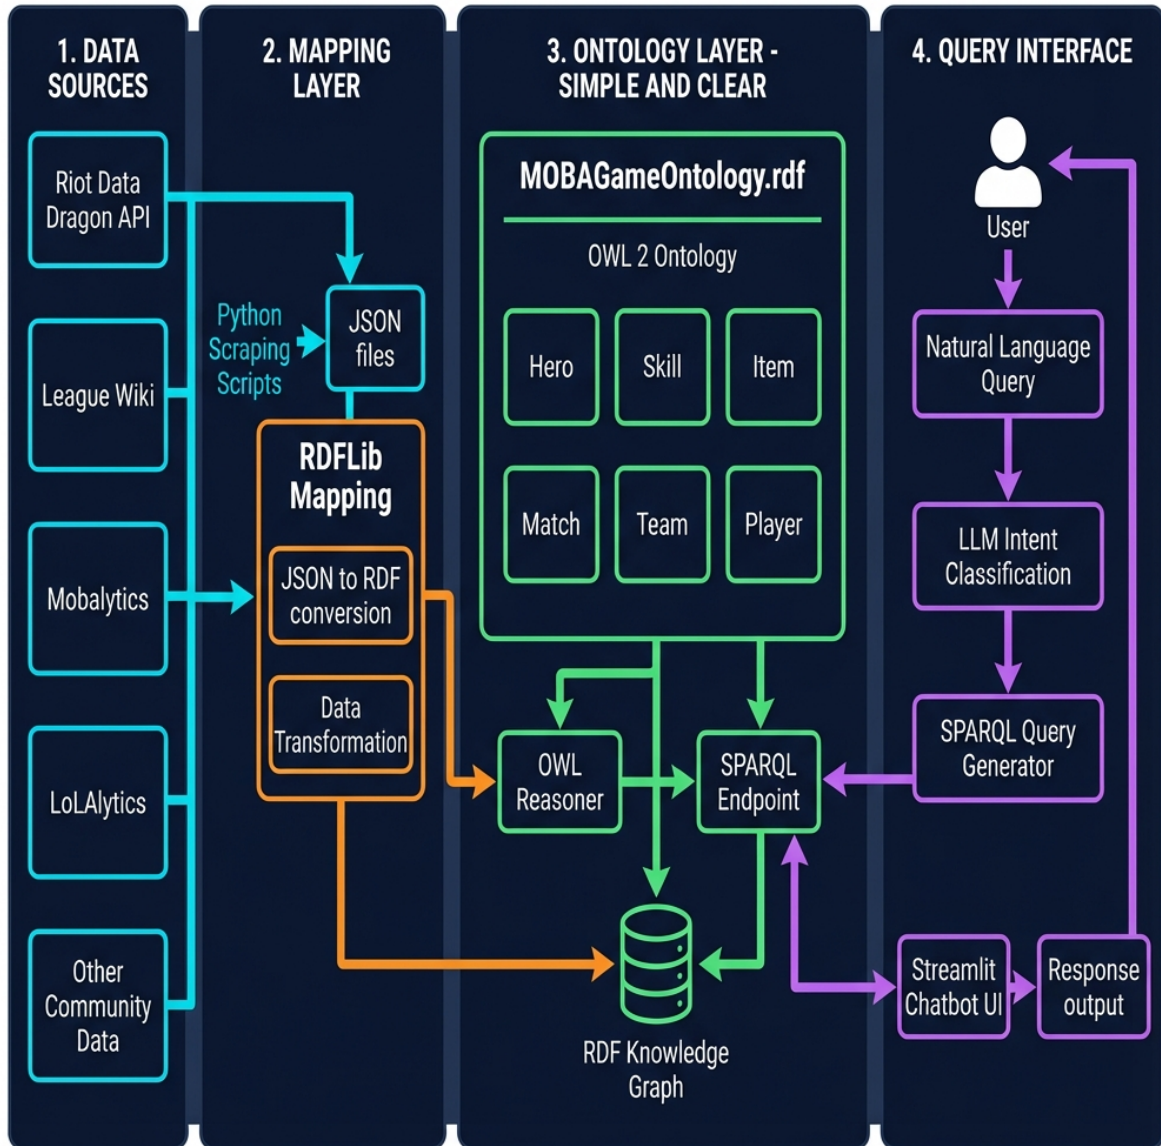 1. DATA
SOURCES
Riot Data
Dragon API
League Wiki
Mobalytics
LoLAlytics
Other
Community
Data
2. MAPPING
LAYER
Python
Scraping
Scripts
JSON
files
RDFLib
Mapping
JSON to RDF
conversion
Data
Transformation
3. ONTOLOGY LAYER -
SIMPLE AND CLEAR
MOBAGameOntology.rdf
OWL 2 Ontology
Hero
Skill
Item
Match
Team
Player
OWL
Reasoner
SPARQL
Endpoint
RDF Knowledge
Graph
4. QUERY INTERFACE
User
Natural Language
Query
LLM Intent
Classification
SPARQL Query
Generator
Streamlit
Chatbot UI
Response
output